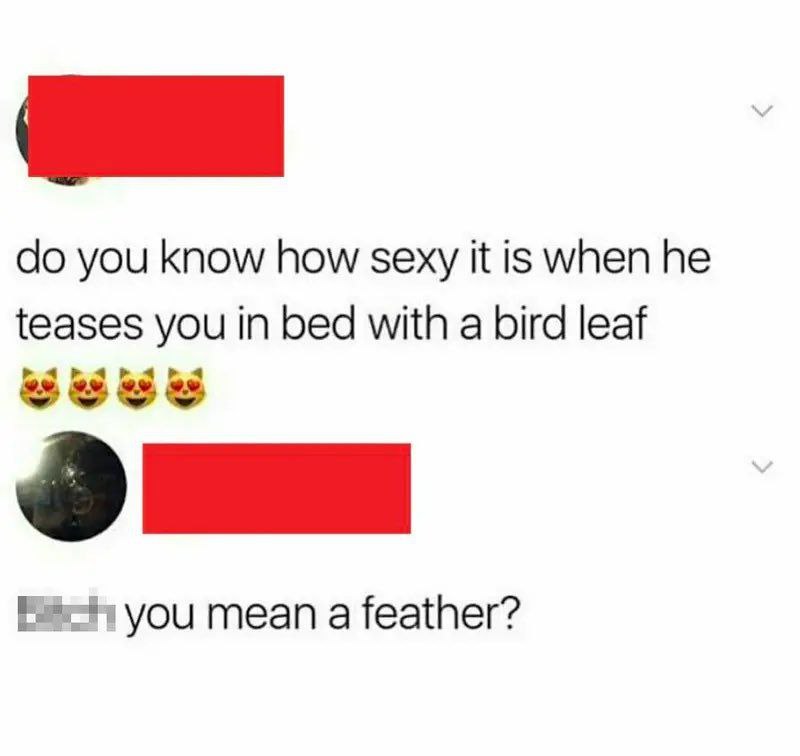 do you know how sexy it is when he
teases you in bed with a bird leaf
😻😻😻😻
you mean a feather?